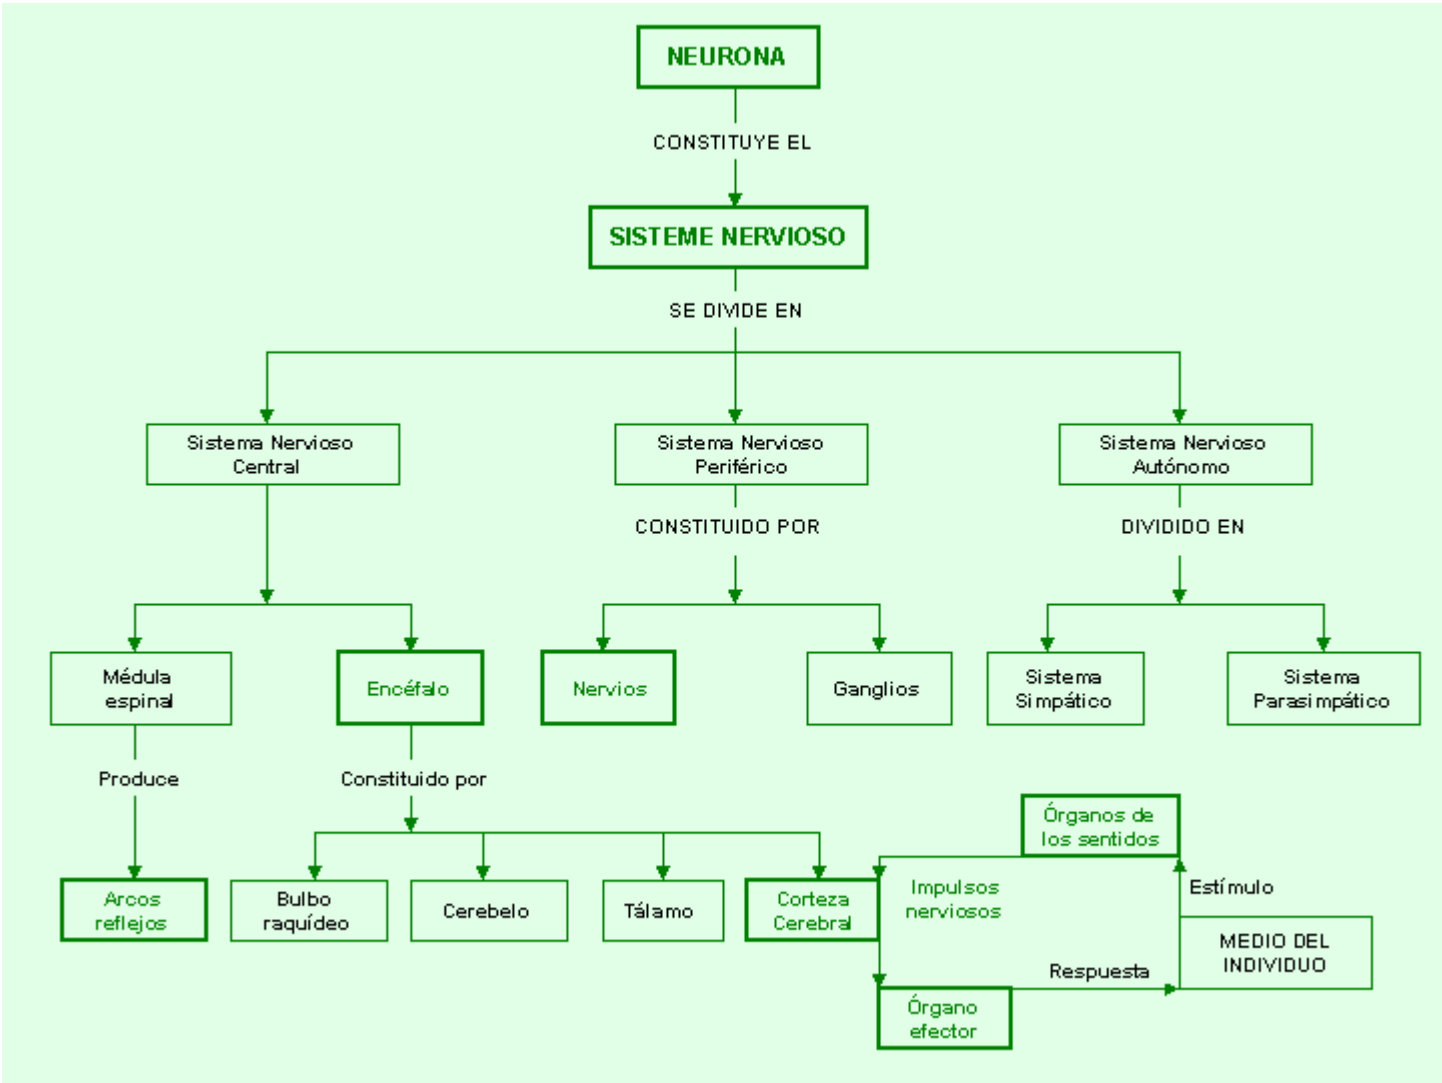 NEURONA
CONSTITUYE EL
SISTEME NERVIOSO
SE DIVIDE EN
Sistema Nervioso
Central
Sistema Nervioso
Periférico
Sistema Nervioso
Autónomo
CONSTITUIDO POR
DIVIDIDO EN
Médula
espinal
Encéfalo
Nervios
Ganglios
Sistema
Simpático
Sistema
Parasimpático
Produce
Constituido por
Arcos
reflejos
Bulbo
raquídeo
Cerebelo
Tálamo
Corteza
Cerebral
Impulsos
nerviosos
Órganos de
los sentidos
Estímulo
MEDIO DEL
INDIVIDUO
Respuesta
Órgano
efector